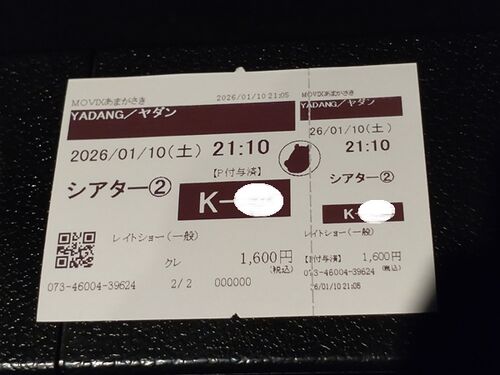 MOVIXあまがさき
2026/01/10 21:05
YADANG／ヤダン
2026/01/10(土) 21:10
【P付与済】
シアター②
K-
レイトショー(一般)
クレ
1,600円
(税込)
073-46004-39624
2/2
000000
MOVIXあまがさき
YADANG／ヤダン
26/01/10(土)
21:10
シアター②
K-
レイトショー(一般)
【P付与済】
1,600円
073-46004-39624
(税込)
26/01/10 21:05